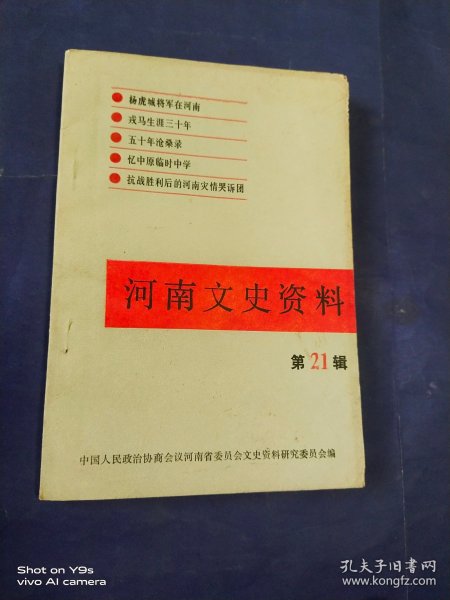 杨虎城将军在河南
戎马生涯三十年
五十年沧桑录
忆中原临时中学
抗战胜利后的河南灾情哭诉团
河南文史资料
第21辑
中国人民政治协商会议河南省委员会文史资料研究委员会编
Shot on Y9s
vivo AI camera
孔夫子旧书网
www.kongfz.com